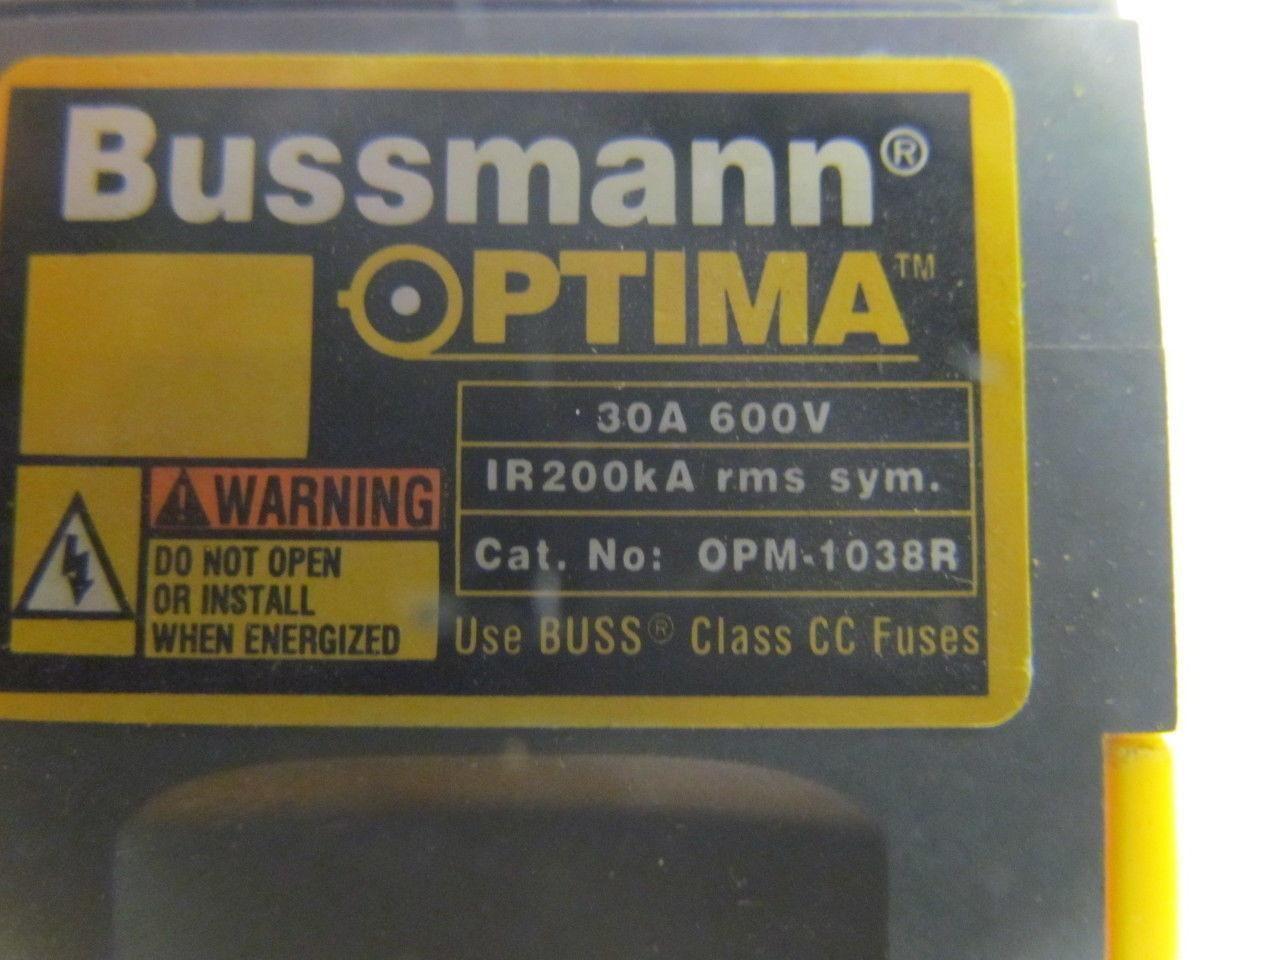 Bussmann®
OPTIMA™
30A 600V
IR200kA rms sym.
Cat. No: OPM-1038R
Use BUSS® Class CC Fuses
WARNING
DO NOT OPEN
OR INSTALL
WHEN ENERGIZED